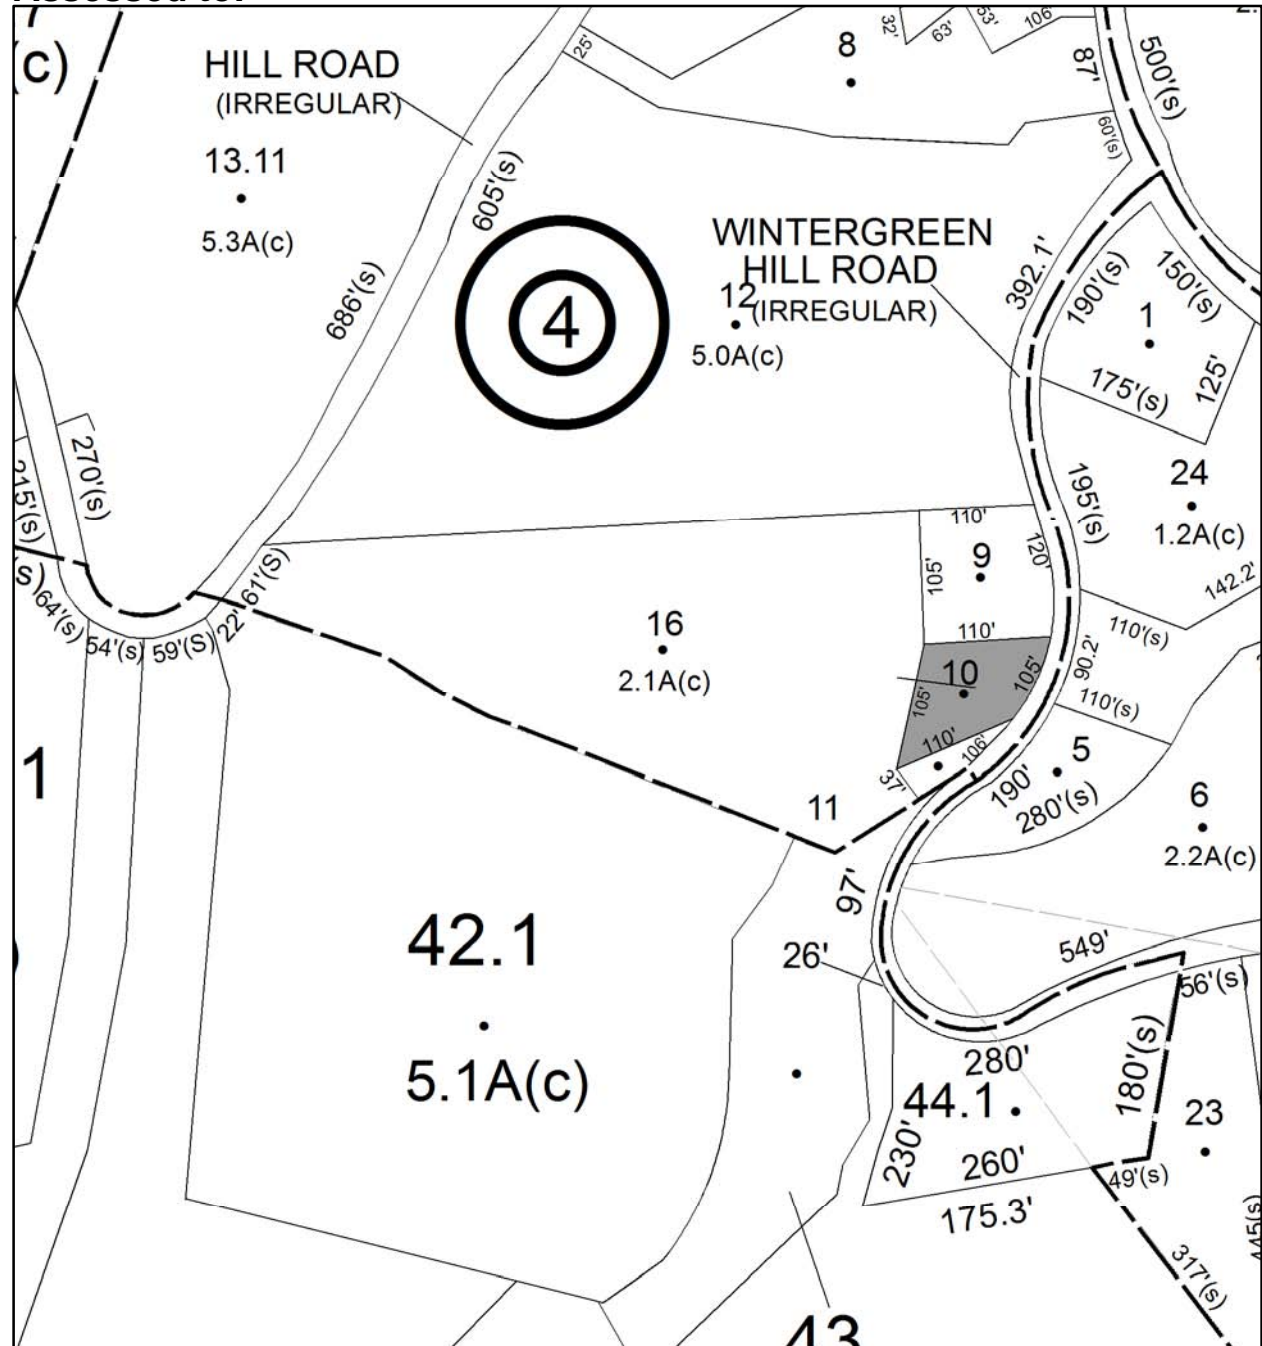 (c)
HILL ROAD
(IRREGULAR)
13.11
5.3A(c)
25'
8
32'
63'
53'
106'
87'
60'(s)
500'(s)
686'(s)
605'(s)
4
WINTERGREEN
HILL ROAD
(IRREGULAR)
12
5.0A(c)
392.1'
190'(s)
150'(s)
1
175'(s)
125'
270'(s)
215'(s)
195'(s)
24
1.2A(c)
142.2'
110'
9
105'
120'
64'(s)
54'(s)
59'(S)
22'
61'(S)
16
2.1A(c)
110'
10
105'
105'
110'
106'
37'
11
110'(s)
90.2'
110'(s)
5
190'
280'(s)
6
2.2A(c)
1
42.1
5.1A(c)
97'
26'
549'
56'(s)
280'
44.1
180'(s)
23
230'
260'
49'(s)
175.3'
317'(s)
445(s)
43